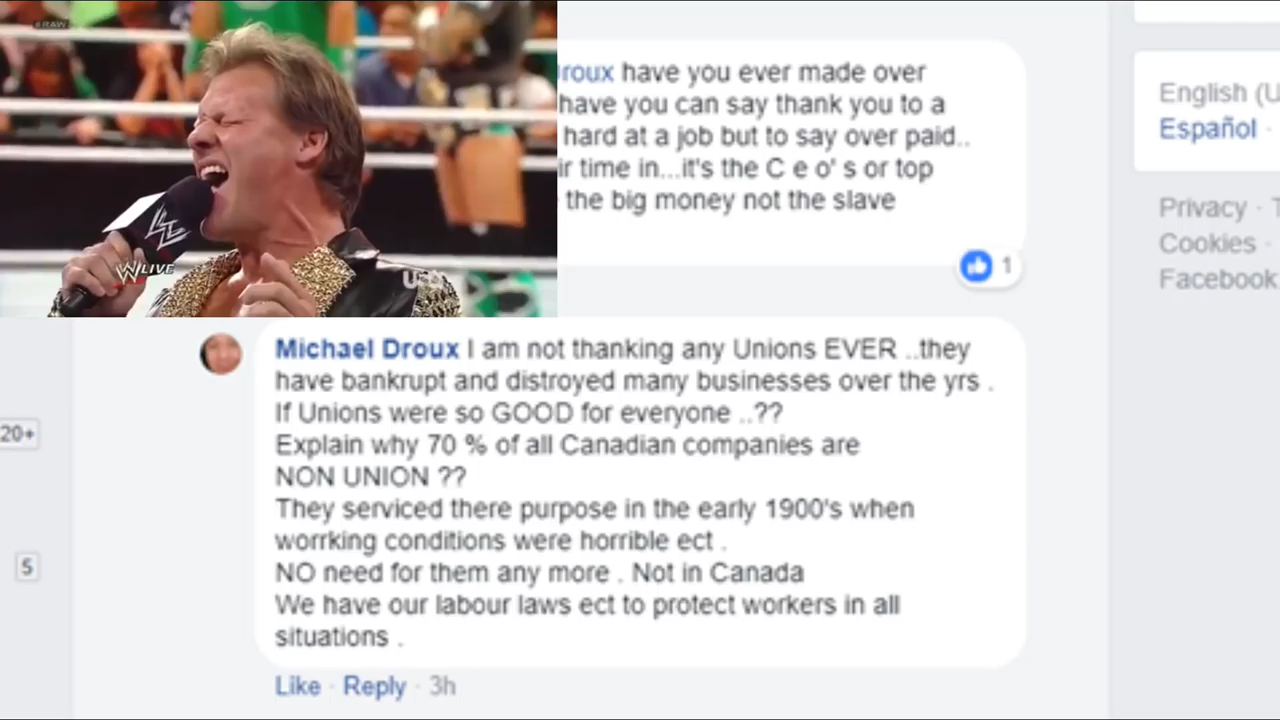 #RAW
Droux have you ever made over
have you can say thank you to a
hard at a job but to say over paid..
ir time in...it's the C e o' s or top
the big money not the slave
1
W LIVE
Michael Droux I am not thanking any Unions EVER ..they
have bankrupt and distroyed many businesses over the yrs .
If Unions were so GOOD for everyone ..??
Explain why 70 % of all Canadian companies are
NON UNION ??
They serviced there purpose in the early 1900's when
worrking conditions were horrible ect .
NO need for them any more . Not in Canada
We have our labour laws ect to protect workers in all
situations .
Like · Reply · 3h
20+
5
English (U
Español ·
Privacy · T
Cookies ·
Facebook